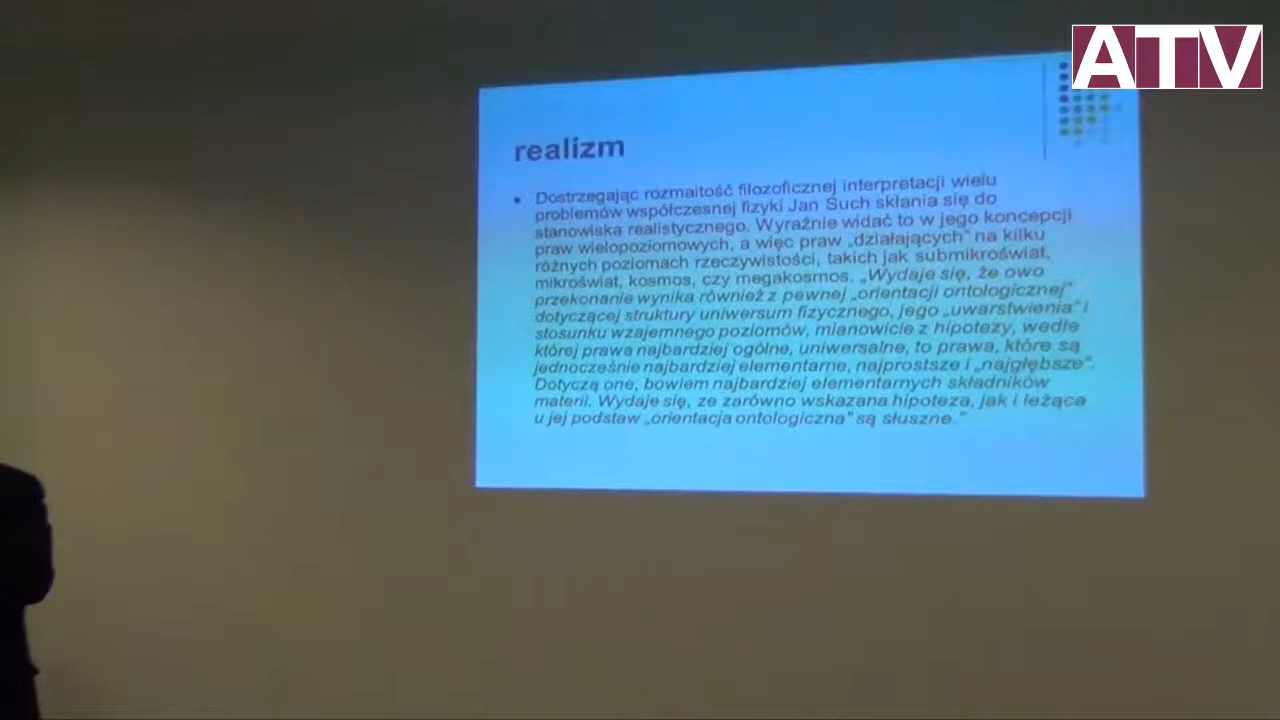 ATV
realizm
• Dostrzegając rozmaitość filozoficznej interpretacji wielu
problemów współczesnej fizyki Jan Such skłania się do
stanowiska realistycznego. Wyraźnie widać to w jego koncepcji
praw wielopoziomowych, a więc praw „działających” na kilku
różnych poziomach rzeczywistości, takich jak submikroświat,
mikroświat, kosmos, czy megakosmos. „Wydaje się, że owo
przekonanie wynika również z pewnej „orientacji ontologicznej”
dotyczącej struktury uniwersum fizycznego, jego „uwarstwienia” i
stosunku wzajemnego poziomów, mianowicie z hipotezy, wedle
której prawa najbardziej ogólne, uniwersalne, to prawa, które są
jednocześnie najbardziej elementarne, najprostsze i „najgłębsze”.
Dotyczą one, bowiem najbardziej elementarnych składników
materii. Wydaje się, ze zarówno wskazana hipoteza, jak i leżąca
u jej podstaw „orientacja ontologiczna” są słuszne.”